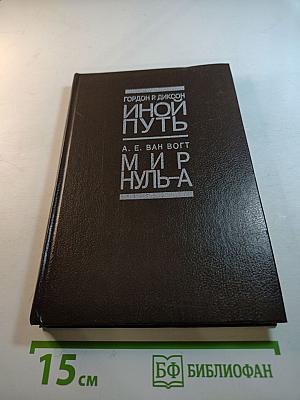 ГОРДОН Р. ДИКСОН
ИНОЙ
ПУТЬ
А. Е. ВАН ВОГТ
МИР
НУЛЬ-А
15 см
БФ БИБЛИОФАН